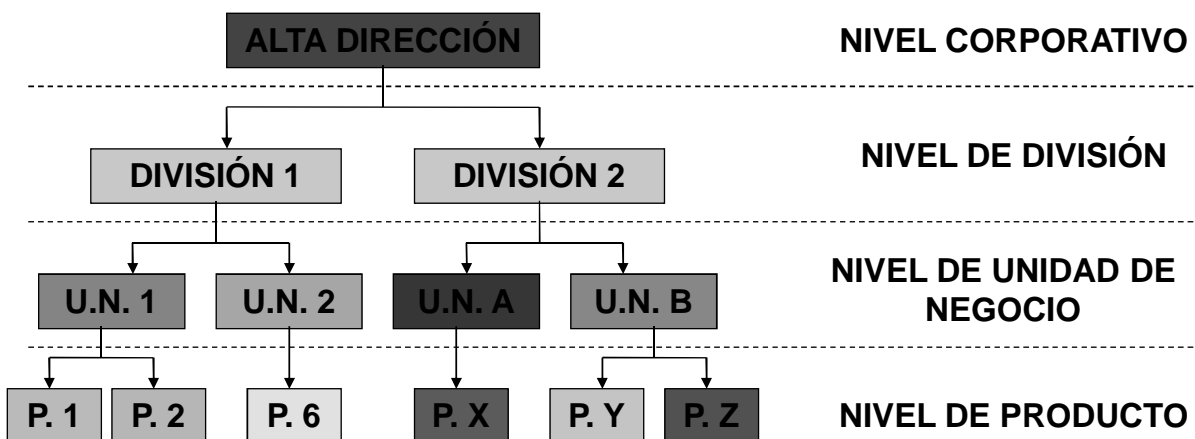 ALTA DIRECCIÓN
NIVEL CORPORATIVO
DIVISIÓN 1
DIVISIÓN 2
NIVEL DE DIVISIÓN
U.N. 1
U.N. 2
U.N. A
U.N. B
NIVEL DE UNIDAD DE
NEGOCIO
P. 1
P. 2
P. 6
P. X
P. Y
P. Z
NIVEL DE PRODUCTO